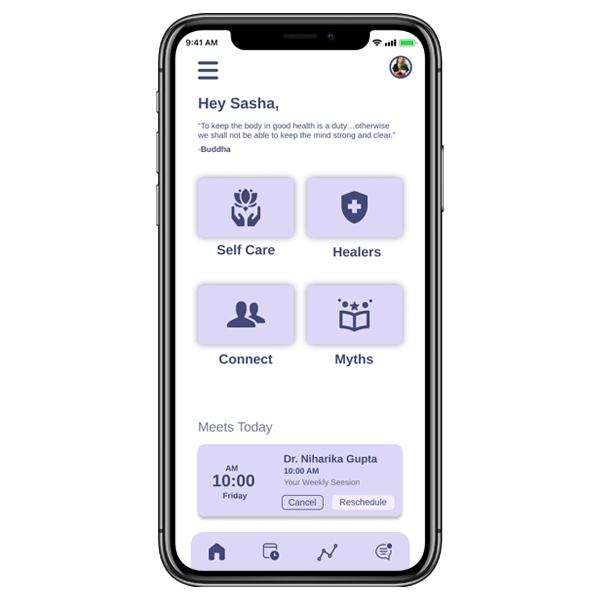 9:41 AM
Hey Sasha,
“To keep the body in good health is a duty…otherwise
we shall not be able to keep the mind strong and clear.”
-Buddha
Self Care
Healers
Connect
Myths
Meets Today
AM
10:00
Friday
Dr. Niharika Gupta
10:00 AM
Your Weekly Seesion
Cancel
Reschedule